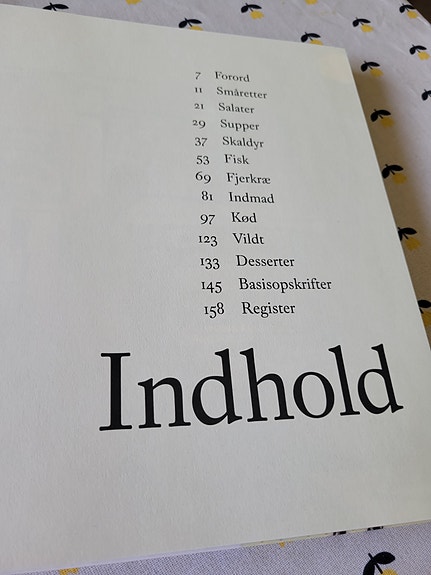 7 Forord
11 Småretter
21 Salater
29 Supper
37 Skaldyr
53 Fisk
69 Fjerkræ
81 Indmad
97 Kød
123 Vildt
133 Desserter
145 Basisopskrifter
158 Register
Indhold